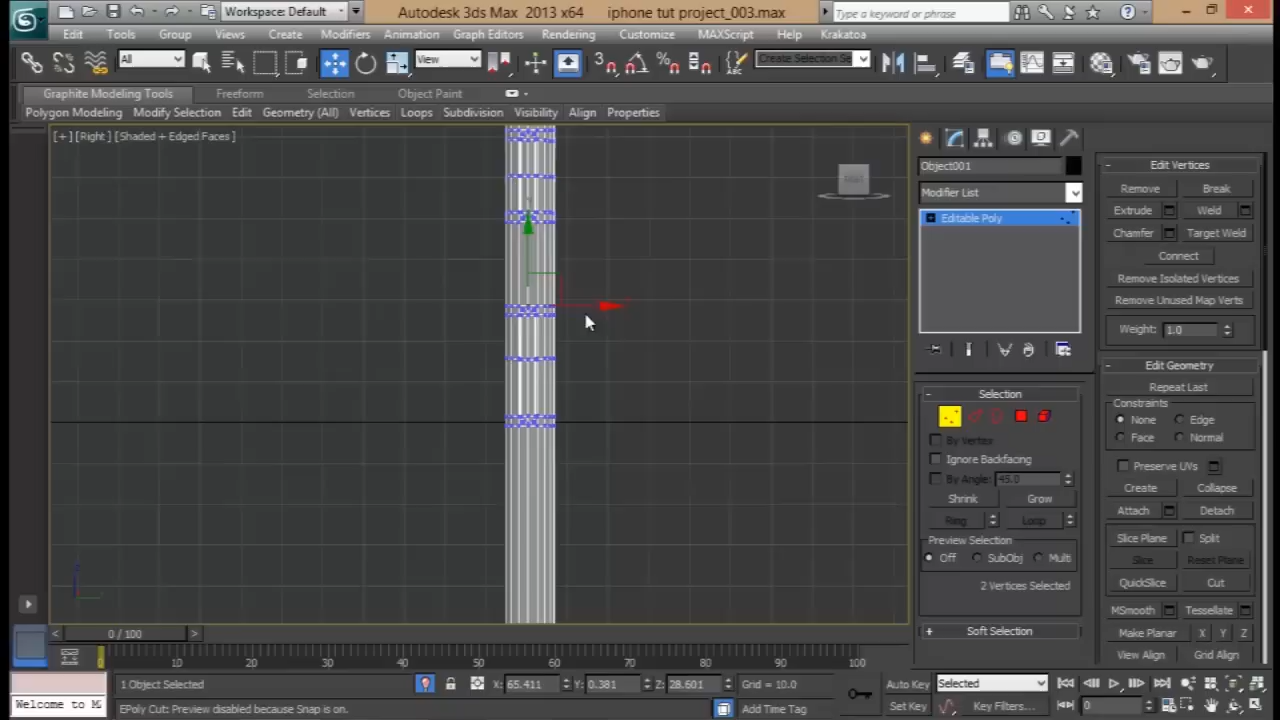 Workspace: Default
Autodesk 3ds Max 2013 x64 iphone tut project_003.max
Type a keyword or phrase
Edit Tools Group Views Create Modifiers Animation Graph Editors Rendering Customize MAXScript Help Krakatoa
All View Create Selection Se
Graphite Modeling Tools Freeform Selection Object Paint
Polygon Modeling Modify Selection Edit Geometry (All) Vertices Loops Subdivision Visibility Align Properties
[+] [Right] [Shaded + Edged Faces]
Object001
Modifier List
Editable Poly
Selection
By Vertex
Ignore Backfacing
By Angle: 45.0
Shrink Grow
Ring Loop
Preview Selection
Off SubObj Multi
2 Vertices Selected
Soft Selection
Edit Vertices
Remove Break
Extrude Weld
Chamfer Target Weld
Connect
Remove Isolated Vertices
Remove Unused Map Verts
Weight: 1.0
Edit Geometry
Repeat Last
Constraints
None Edge
Face Normal
Preserve UVs
Create Collapse
Attach Detach
Slice Plane Split
Slice Reset Plane
QuickSlice Cut
MSmooth Tessellate
Make Planar X Y Z
View Align Grid Align
0 / 100
0 10 20 30 40 50 60 70 80 90 100
1 Object Selected X: 65.411 Y: 0.381 Z: 28.601 Grid = 10.0 Auto Key Selected
Welcome to M EPoly Cut: Preview disabled because Snap is on. Add Time Tag Set Key Key Filters... 0